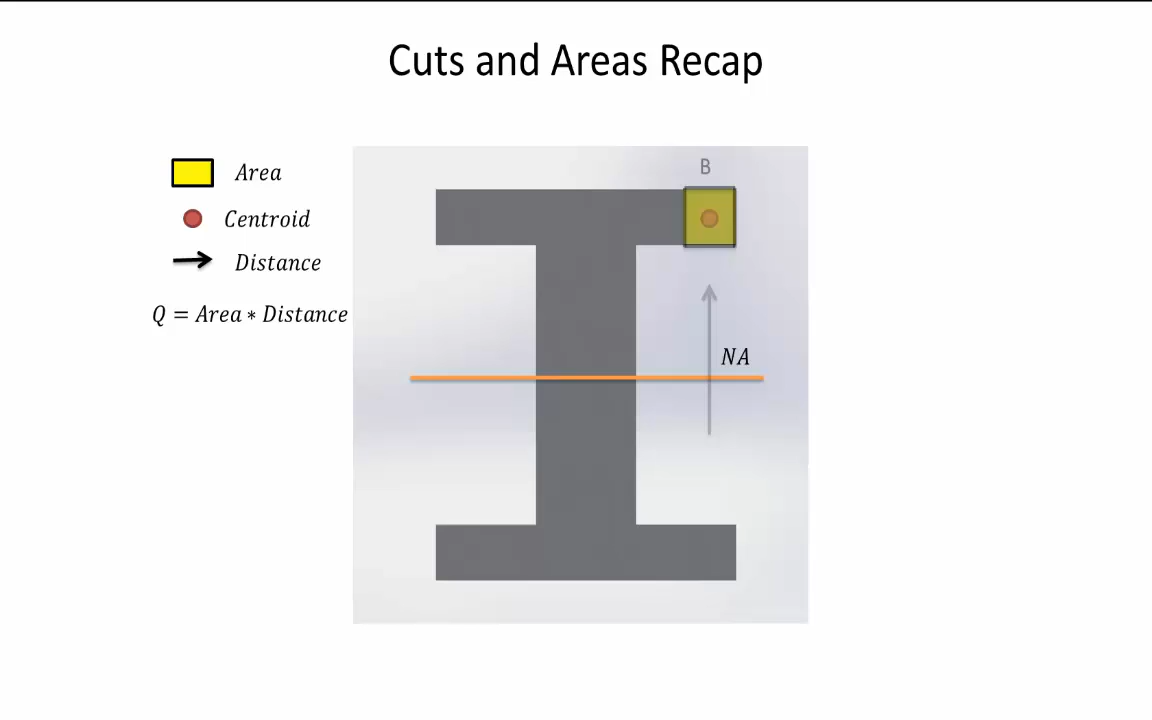 Cuts and Areas Recap
B
Area
Centroid
Distance
Q = Area ∗ Distance
NA